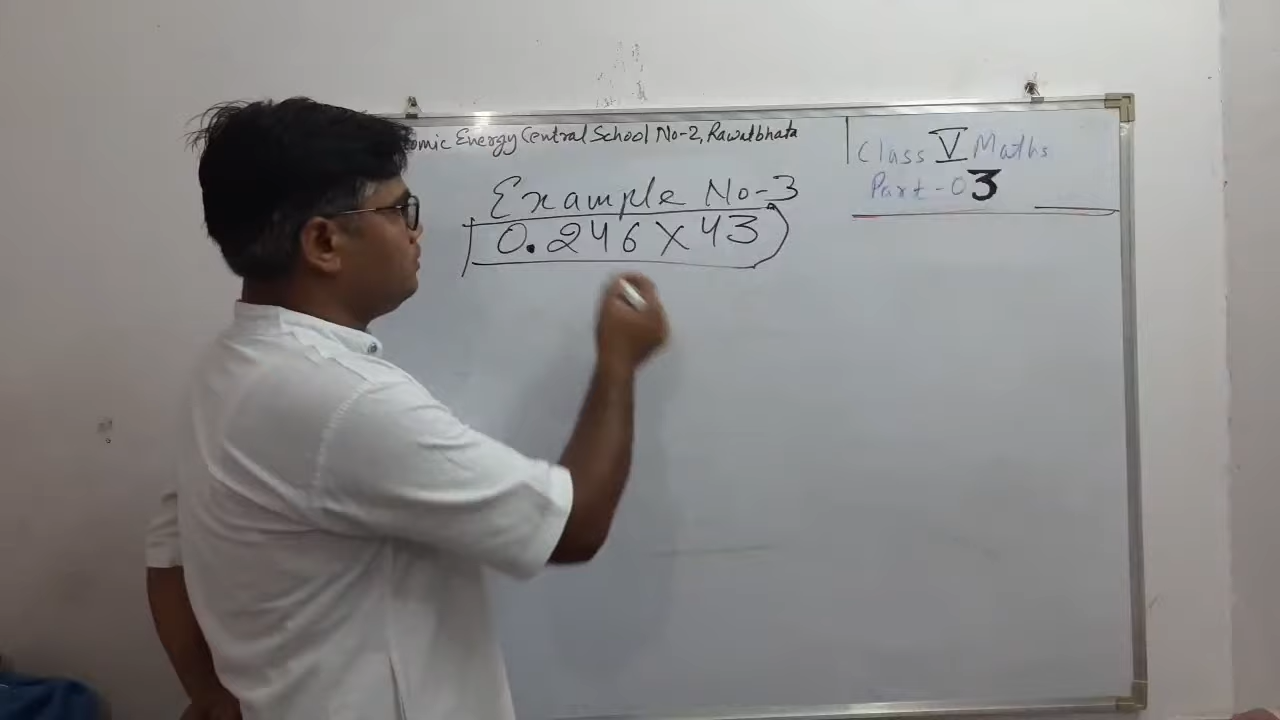 omic Energy Central School No-2, Rawatbhata
Class V Maths
Part-03
Example No-3
0.246 X 43